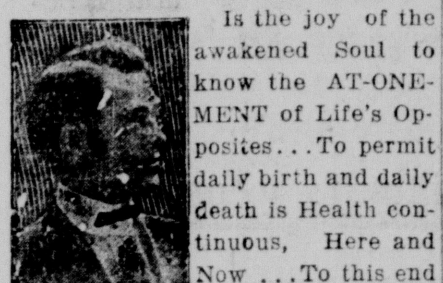 Is the joy of the
awakened Soul to
know the AT-ONE-
MENT of Life's Op-
posites...To permit
daily birth and daily
death is Health con-
tinuous, Here and
Now ...To this end